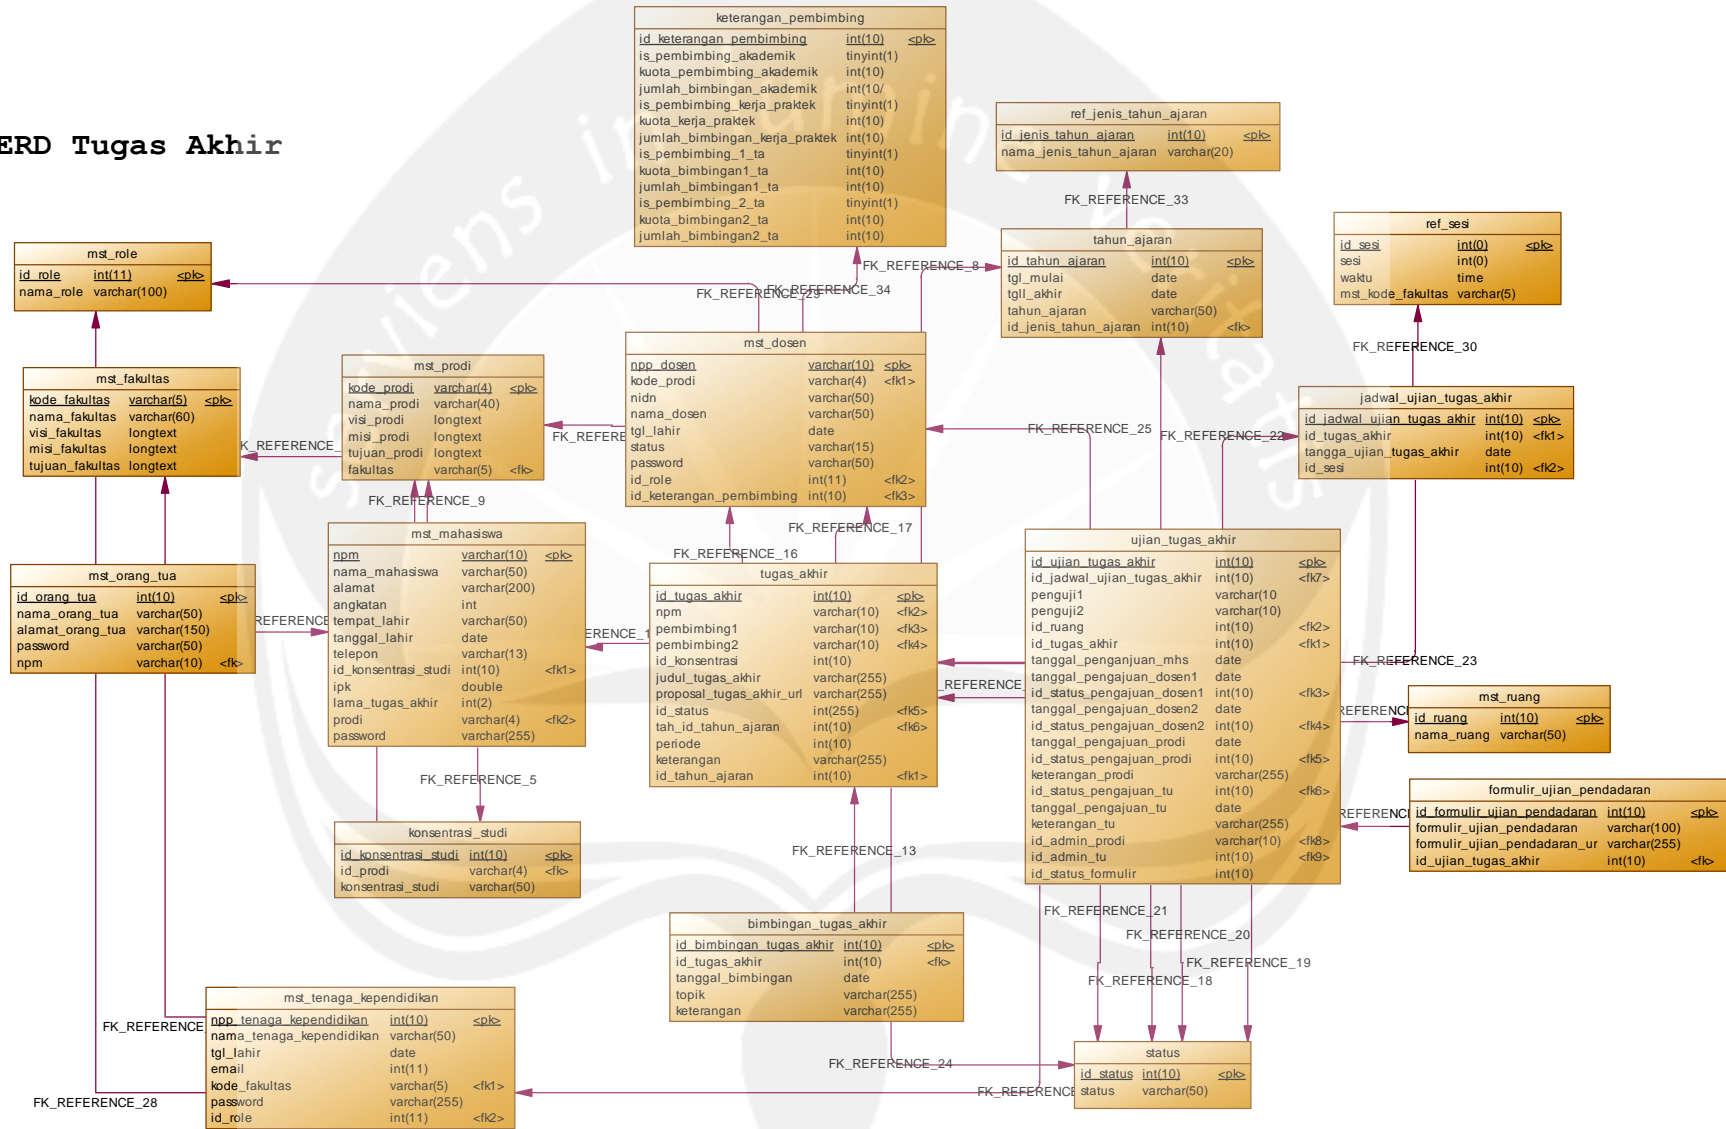 ERD Tugas Akhir
serviens in lumine veritatis
keterangan_pembimbing
id_keterangan_pembimbing int(10) <pk>
is_pembimbing_akademik tinyint(1)
kuota_pembimbing_akademik int(10)
jumlah_bimbingan_akademik int(10/
is_pembimbing_kerja_praktek tinyint(1)
kuota_kerja_praktek int(10)
jumlah_bimbingan_kerja_praktek int(10)
is_pembimbing_1_ta tinyint(1)
kuota_bimbingan1_ta int(10)
jumlah_bimbingan1_ta int(10)
is_pembimbing_2_ta tinyint(1)
kuota_bimbingan2_ta int(10)
jumlah_bimbingan2_ta int(10)
ref_jenis_tahun_ajaran
id_jenis_tahun_ajaran int(10) <pk>
nama_jenis_tahun_ajaran varchar(20)
FK_REFERENCE_33
tahun_ajaran
id_tahun_ajaran int(10) <pk>
tgl_mulai date
tgll_akhir date
tahun_ajaran varchar(50)
id_jenis_tahun_ajaran int(10) <fk>
ref_sesi
id_sesi int(0) <pk>
sesi int(0)
waktu time
mst_kode_fakultas varchar(5)
FK_REFERENCE_30
mst_role
id_role int(11) <pk>
nama_role varchar(100)
FK_REFERENCE_8
FK_REFERENCE_29
FK_REFERENCE_34
mst_fakultas
kode_fakultas varchar(5) <pk>
nama_fakultas varchar(60)
visi_fakultas longtext
misi_fakultas longtext
tujuan_fakultas longtext
K_REFERENCE_
mst_prodi
kode_prodi varchar(4) <pk>
nama_prodi varchar(40)
visi_prodi longtext
misi_prodi longtext
tujuan_prodi longtext
fakultas varchar(5) <fk>
FK_REFERENCE_9
FK_REFERE
mst_dosen
npp_dosen varchar(10) <pk>
kode_prodi varchar(4) <fk1>
nidn varchar(50)
nama_dosen varchar(50)
tgl_lahir date
status varchar(15)
password varchar(50)
id_role int(11) <fk2>
id_keterangan_pembimbing int(10) <fk3>
FK_REFERENCE_25
FK_REFERENCE_22
FK_REFERENCE_17
FK_REFERENCE_16
jadwal_ujian_tugas_akhir
id_jadwal_ujian_tugas_akhir int(10) <pk>
id_tugas_akhir int(10) <fk1>
tangga_ujian_tugas_akhir date
id_sesi int(10) <fk2>
mst_orang_tua
id_orang_tua int(10) <pk>
nama_orang_tua varchar(50)
alamat_orang_tua varchar(150)
password varchar(50)
npm varchar(10) <fk>
REFERENCE
mst_mahasiswa
npm varchar(10) <pk>
nama_mahasiswa varchar(50)
alamat varchar(200)
angkatan int
tempat_lahir varchar(50)
tanggal_lahir date
telepon varchar(13)
id_konsentrasi_studi int(10) <fk1>
ipk double
lama_tugas_akhir int(2)
prodi varchar(4) <fk2>
password varchar(255)
ERENCE_1
FK_REFERENCE_5
tugas_akhir
id_tugas_akhir int(10) <pk>
npm varchar(10) <fk2>
pembimbing1 varchar(10) <fk3>
pembimbing2 varchar(10) <fk4>
id_konsentrasi int(10)
judul_tugas_akhir varchar(255)
proposal_tugas_akhir_url varchar(255)
id_status int(255) <fk5>
tah_id_tahun_ajaran int(10) <fk6>
periode int(10)
keterangan varchar(255)
id_tahun_ajaran int(10) <fk1>
_REFERENCE_
FK_REFERENCE_13
ujian_tugas_akhir
id_ujian_tugas_akhir int(10) <pk>
id_jadwal_ujian_tugas_akhir int(10) <fk7>
penguji1 varchar(10
penguji2 varchar(10)
id_ruang int(10) <fk2>
id_tugas_akhir int(10) <fk1>
tanggal_penganjuan_mhs date
tanggal_pengajuan_dosen1 date
id_status_pengajuan_dosen1 int(10) <fk3>
tanggal_pengajuan_dosen2 date
id_status_pengajuan_dosen2 int(10) <fk4>
tanggal_pengajuan_prodi date
id_status_pengajuan_prodi int(10) <fk5>
keterangan_prodi varchar(255)
id_status_pengajuan_tu int(10) <fk6>
tanggal_pengajuan_tu date
keterangan_tu varchar(255)
id_admin_prodi varchar(10) <fk8>
id_admin_tu int(10) <fk9>
id_status_formulir int(10)
FK_REFERENCE_23
REFERENC
mst_ruang
id_ruang int(10) <pk>
nama_ruang varchar(50)
REFERENC
formulir_ujian_pendadaran
id_formulir_ujian_pendadaran int(10) <pk>
formulir_ujian_pendadaran varchar(100)
formulir_ujian_pendadaran_ur varchar(255)
id_ujian_tugas_akhir int(10) <fk>
konsentrasi_studi
id_konsentrasi_studi int(10) <pk>
id_prodi varchar(4) <fk>
konsentrasi_studi varchar(50)
bimbingan_tugas_akhir
id_bimbingan_tugas_akhir int(10) <pk>
id_tugas_akhir int(10) <fk>
tanggal_bimbingan date
topik varchar(255)
keterangan varchar(255)
FK_REFERENCE_21
FK_REFERENCE_20
FK_REFERENCE_19
FK_REFERENCE_18
FK_REFERENCE_24
FK_REFERENCE
status
id_status int(10) <pk>
status varchar(50)
mst_tenaga_kependidikan
npp_tenaga_kependidikan int(10) <pk>
nama_tenaga_kependidikan varchar(50)
tgl_lahir date
email int(11)
kode_fakultas varchar(5) <fk1>
password varchar(255)
id_role int(11) <fk2>
FK_REFERENCE_
FK_REFERENCE_28